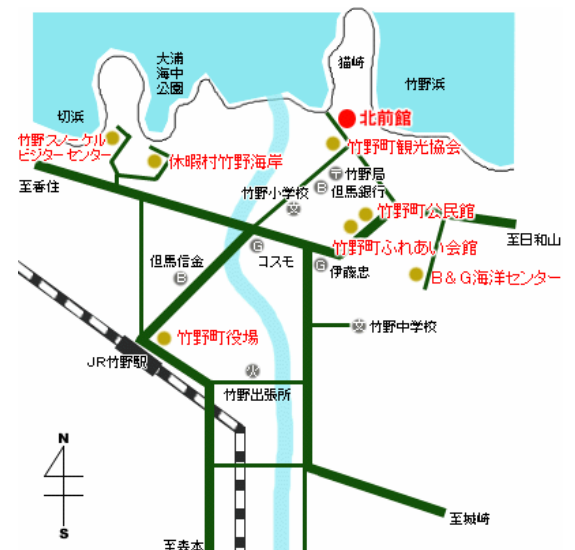 大浦
海中
公園
猫崎
竹野浜
切浜
北前館
竹野スノーケル
ビジターセンター
休暇村竹野海岸
竹野町観光協会
至香住
竹野小学校
文
〒
竹野局
B
但馬銀行
竹野町公民館
至日和山
竹野町ふれあい会館
但馬信金
B
G
コスモ
G
伊藤忠
B&G海洋センター
竹野町役場
文
竹野中学校
JR竹野駅
火
竹野出張所
N
S
至城崎
至森本